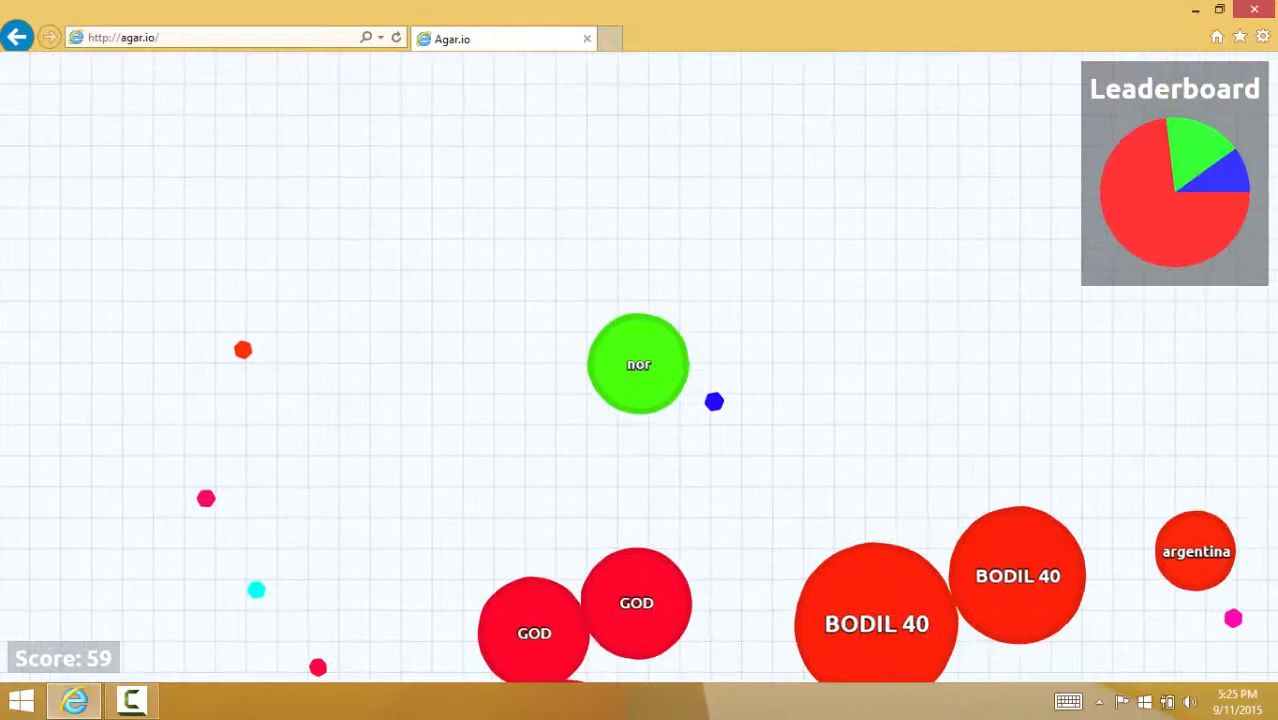 http://agar.io/
Agar.io
Leaderboard
nor
argentina
BODIL 40
GOD
BODIL 40
GOD
Score: 59
5:25 PM
9/11/2015